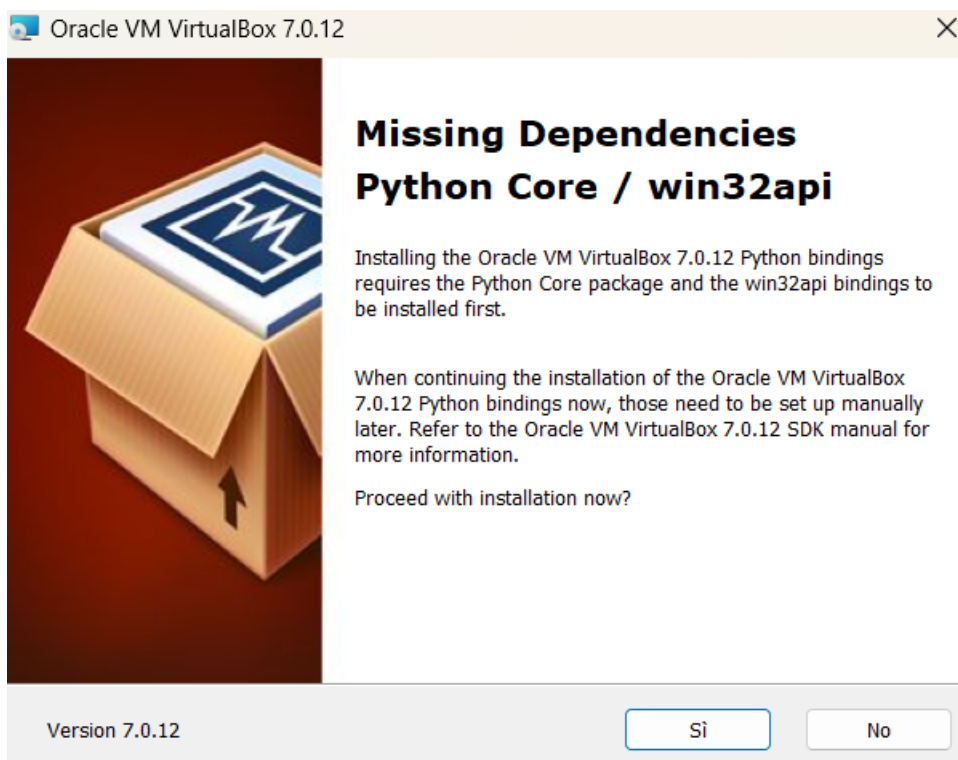 Oracle VM VirtualBox 7.0.12
Missing Dependencies
Python Core / win32api
Installing the Oracle VM VirtualBox 7.0.12 Python bindings
requires the Python Core package and the win32api bindings to
be installed first.
When continuing the installation of the Oracle VM VirtualBox
7.0.12 Python bindings now, those need to be set up manually
later. Refer to the Oracle VM VirtualBox 7.0.12 SDK manual for
more information.
Proceed with installation now?
Version 7.0.12
Sì
No